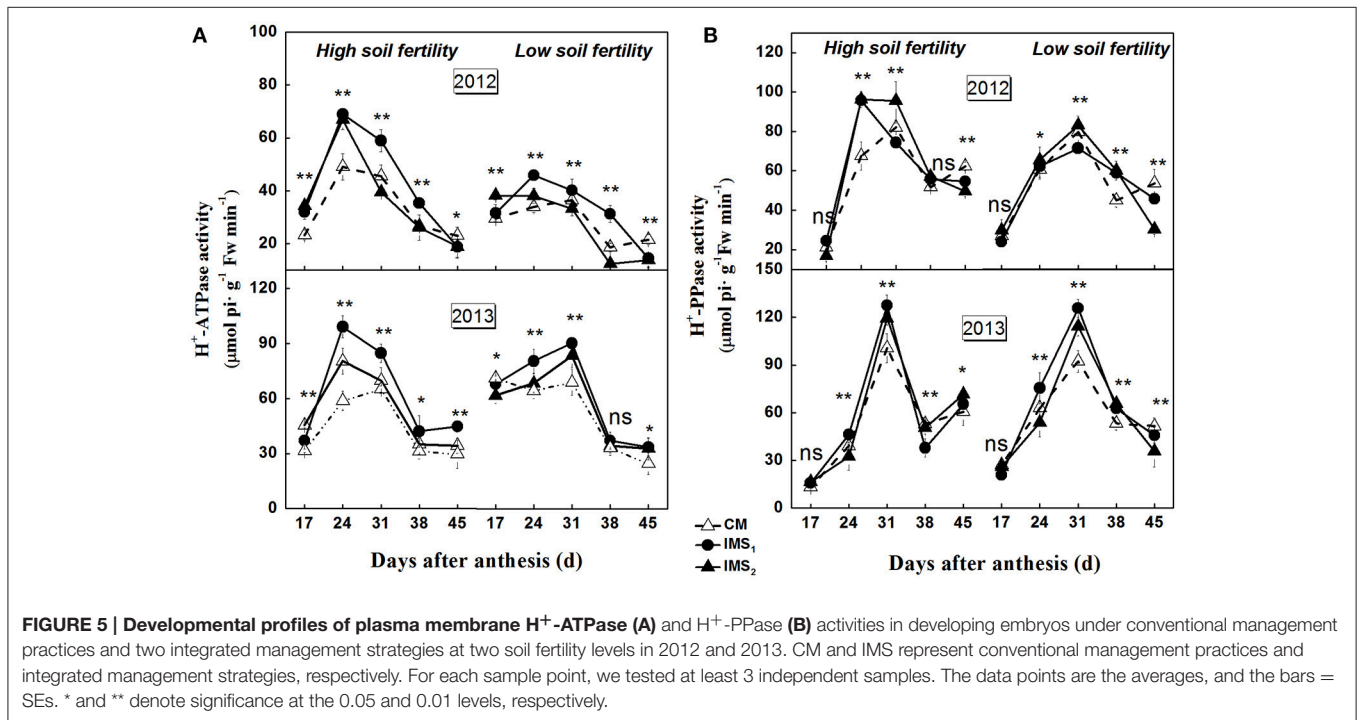 A
100
80
60
40
20
120
90
60
30
0
H⁺-ATPase activity
(μmol pi· g⁻¹ Fw min⁻¹)
High soil fertility
Low soil fertility
2012
** ** ** ** *
** ** ** ** **
2013
** ** ** * **
* ** ** ns *
17 24 31 38 45 17 24 31 38 45
Days after anthesis (d)
B
120
100
80
60
40
20
150
120
90
60
30
0
H⁺-PPase activity
(μmol pi· g⁻¹Fw min⁻¹)
High soil fertility
Low soil fertility
2012
ns ** ** ns **
ns * ** ** **
2013
ns ** ** ** *
ns ** ** ** **
17 24 31 38 45 17 24 31 38 45
Days after anthesis (d)
CM
IMS₁
IMS₂
FIGURE 5 | Developmental profiles of plasma membrane H⁺-ATPase (A) and H⁺-PPase (B) activities in developing embryos under conventional management
practices and two integrated management strategies at two soil fertility levels in 2012 and 2013. CM and IMS represent conventional management practices and
integrated management strategies, respectively. For each sample point, we tested at least 3 independent samples. The data points are the averages, and the bars =
SEs. * and ** denote significance at the 0.05 and 0.01 levels, respectively.